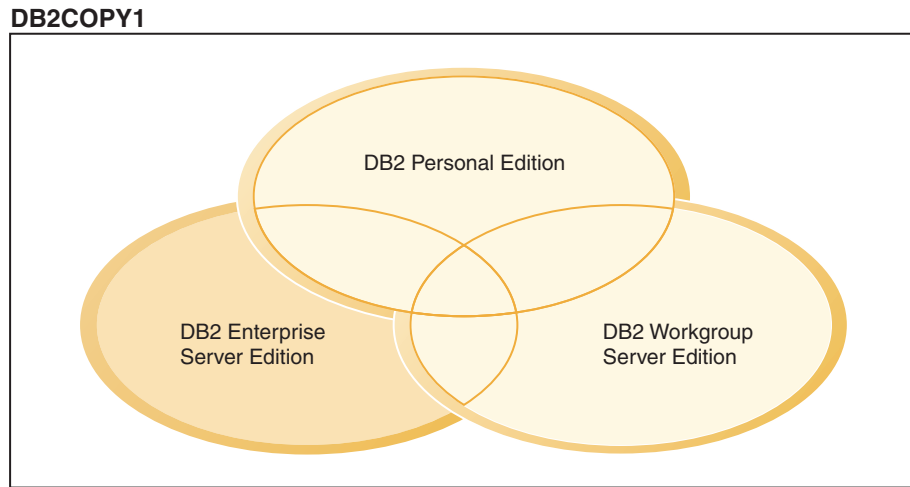 DB2COPY1
DB2 Personal Edition
DB2 Enterprise
Server Edition
DB2 Workgroup
Server Edition